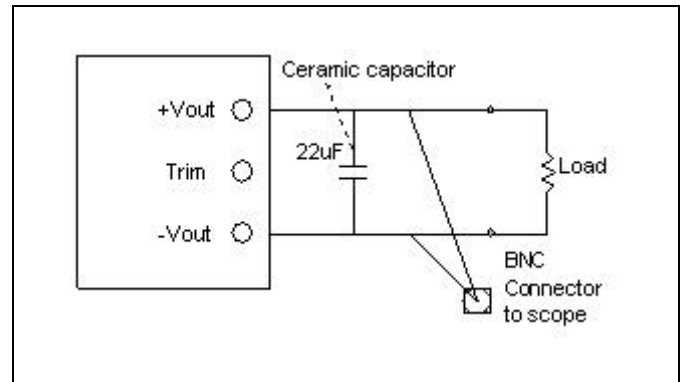 Ceramic capacitor
+Vout
22uF
Trim
Load
-Vout
BNC
Connector
to scope